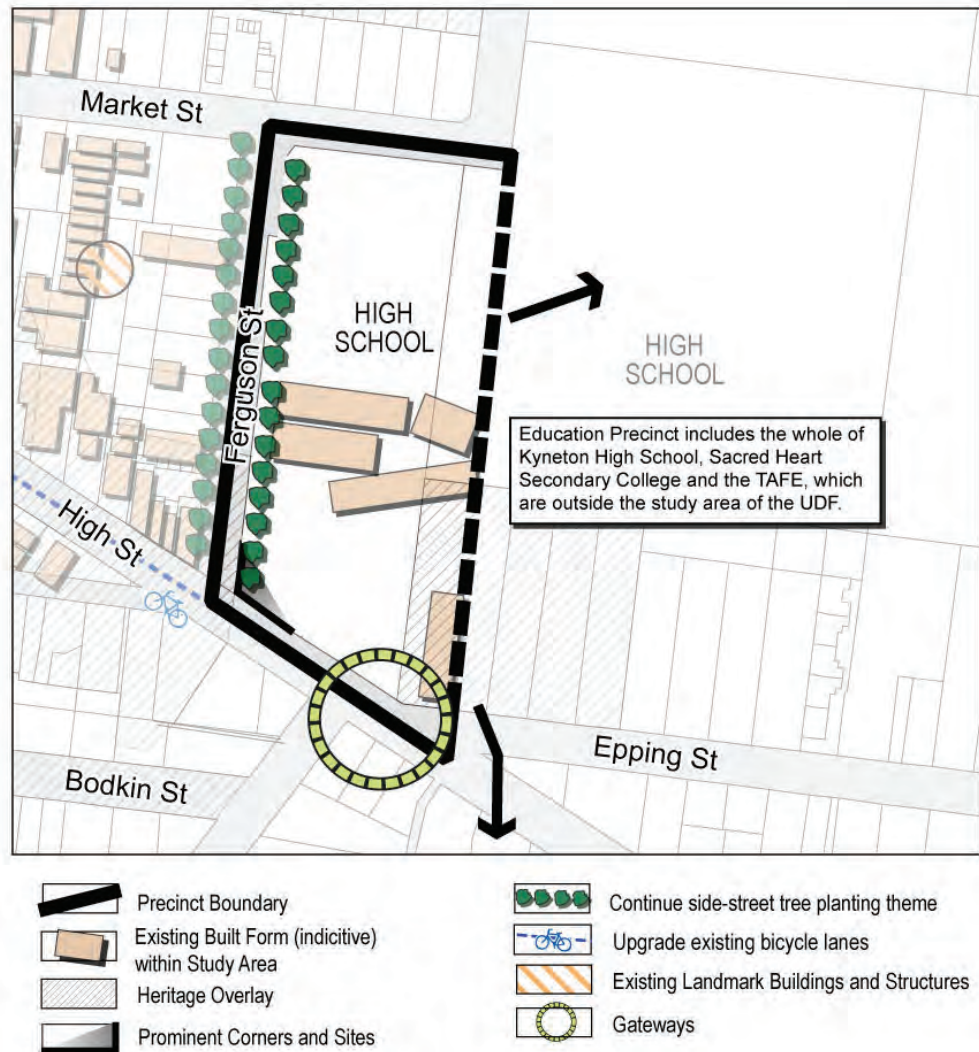 Market St
Ferguson St
HIGH
SCHOOL
HIGH
SCHOOL
Education Precinct includes the whole of
Kyneton High School, Sacred Heart
Secondary College and the TAFE, which
are outside the study area of the UDF.
High St
Bodkin St
Epping St
Precinct Boundary
Existing Built Form (indicitive)
within Study Area
Heritage Overlay
Prominent Corners and Sites
Continue side-street tree planting theme
Upgrade existing bicycle lanes
Existing Landmark Buildings and Structures
Gateways